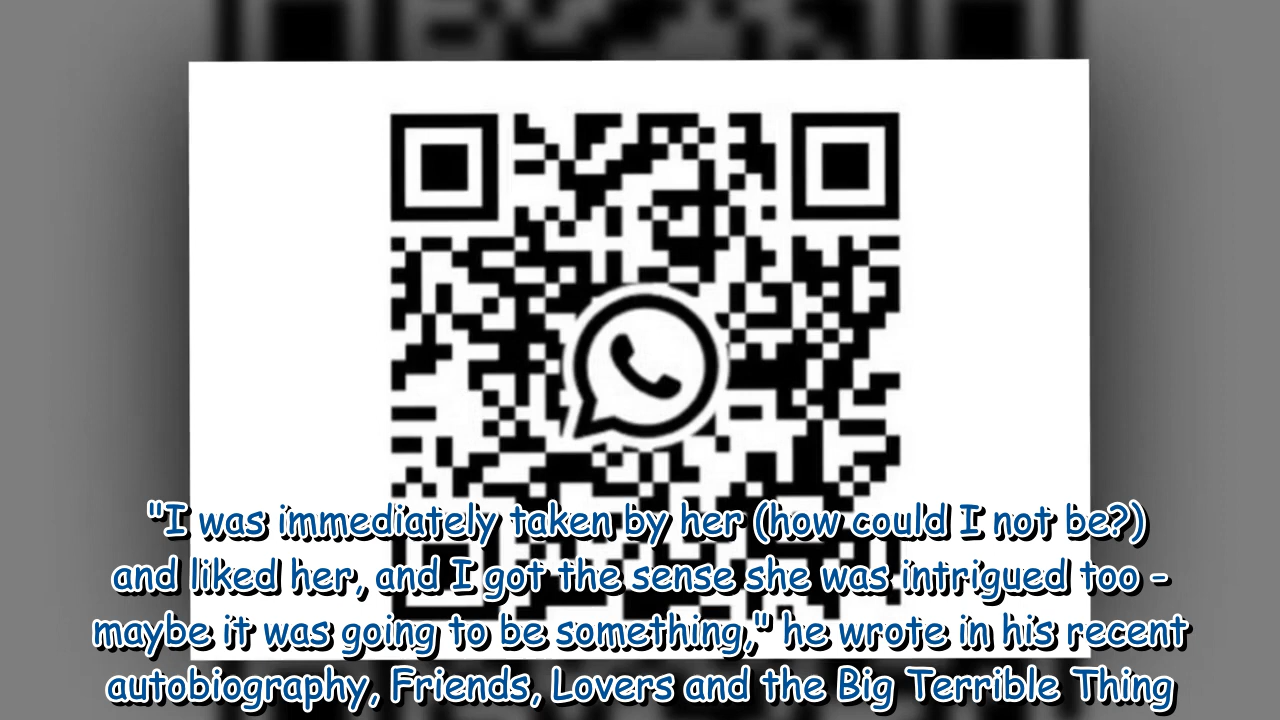 "I was immediately taken by her (how could I not be?)
and liked her, and I got the sense she was intrigued too -
maybe it was going to be something," he wrote in his recent
autobiography, Friends, Lovers and the Big Terrible Thing